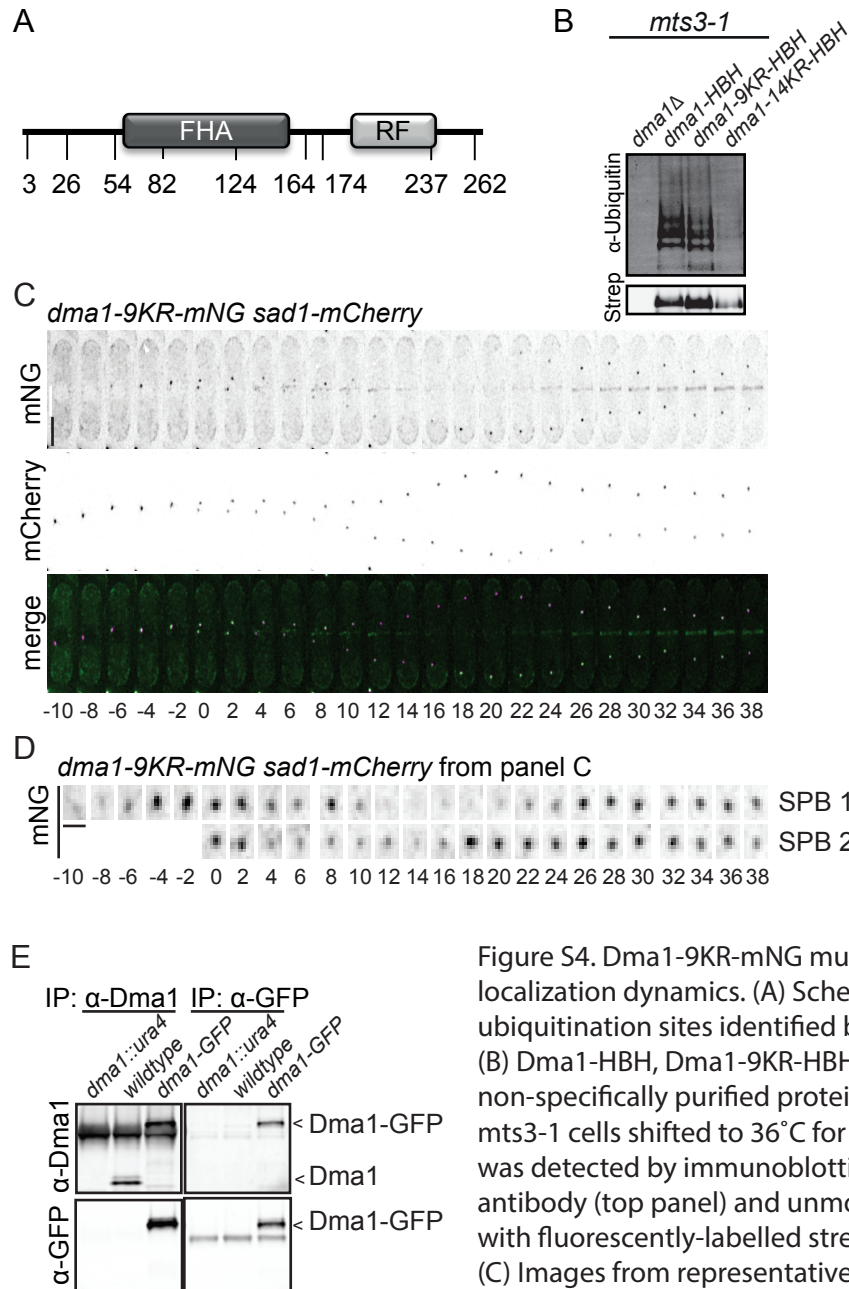 A
FHA
RF
3 26 54 82 124 164 174 237 262
B
mts3-1
dma1Δ
dma1-HBH
dma1-9KR-HBH
dma1-14KR-HBH
α-Ubiquitin
Strep
C
dma1-9KR-mNG sad1-mCherry
mNG
mCherry
merge
-10 -8 -6 -4 -2 0 2 4 6 8 10 12 14 16 18 20 22 24 26 28 30 32 34 36 38
D
dma1-9KR-mNG sad1-mCherry from panel C
mNG
SPB 1
SPB 2
-10 -8 -6 -4 -2 0 2 4 6 8 10 12 14 16 18 20 22 24 26 28 30 32 34 36 38
E
IP: α-Dma1 IP: α-GFP
dma1::ura4
wildtype
dma1-GFP
dma1::ura4
wildtype
dma1-GFP
α-Dma1
< Dma1-GFP
< Dma1
α-GFP
< Dma1-GFP
Figure S4. Dma1-9KR-mNG mu
localization dynamics. (A) Sche
ubiquitination sites identified b
(B) Dma1-HBH, Dma1-9KR-HBH
non-specifically purified protein
mts3-1 cells shifted to 36˚C for
was detected by immunoblotti
antibody (top panel) and unmo
with fluorescently-labelled stre
(C) Images from representative